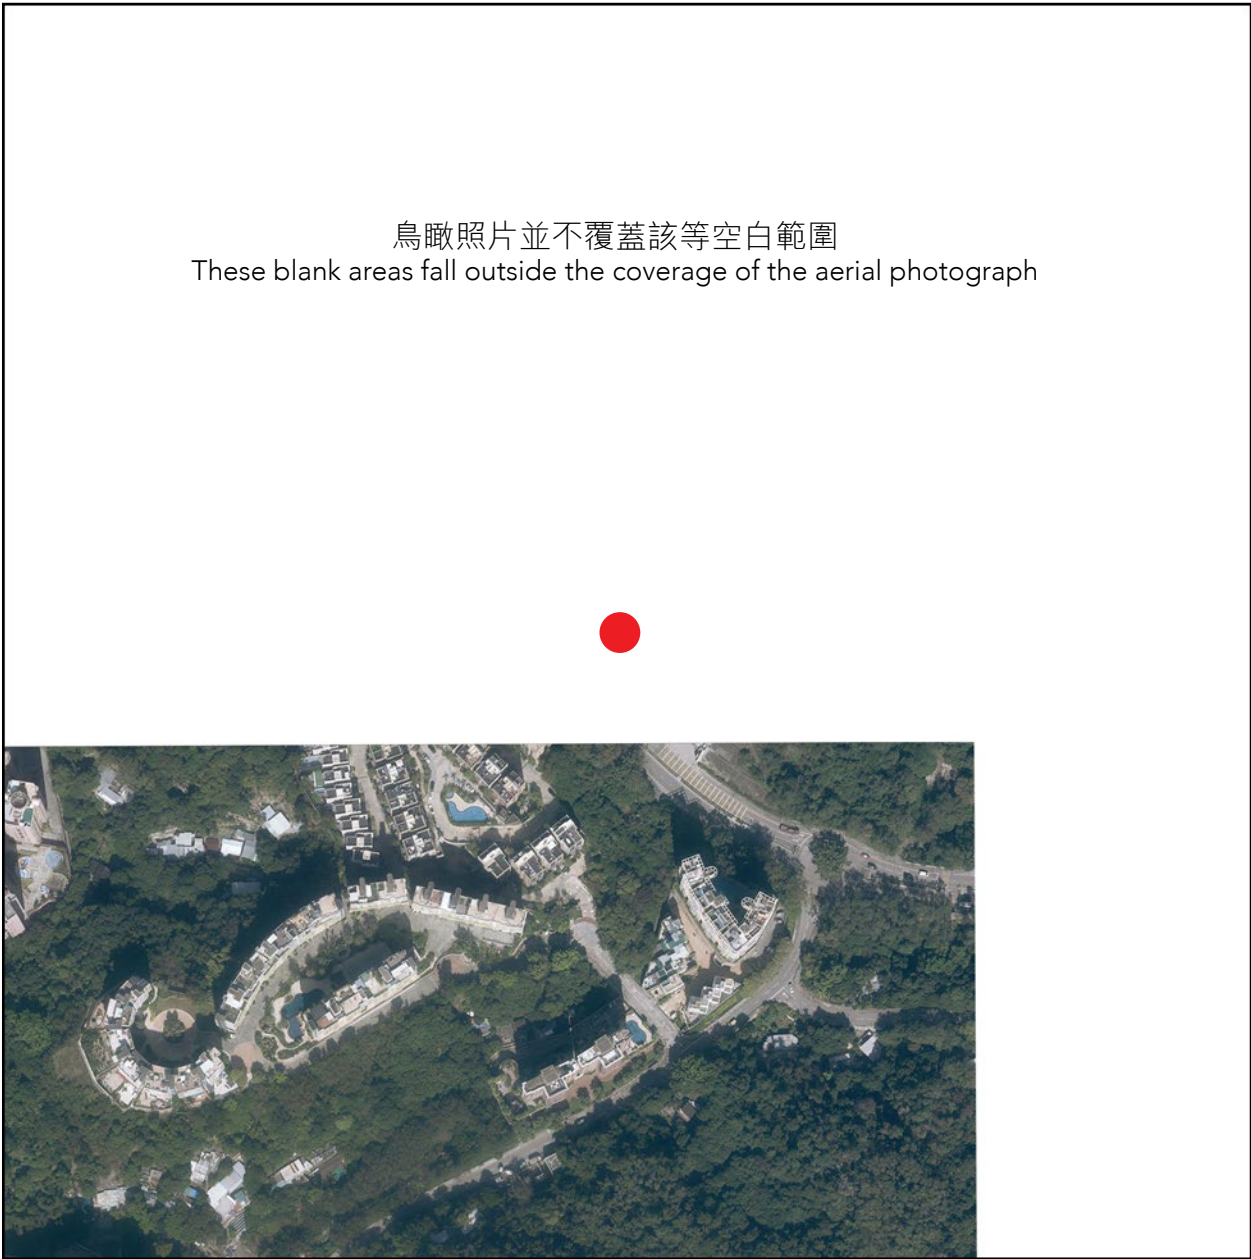 鳥瞰照片並不覆蓋該等空白範圍
These blank areas fall outside the coverage of the aerial photograph